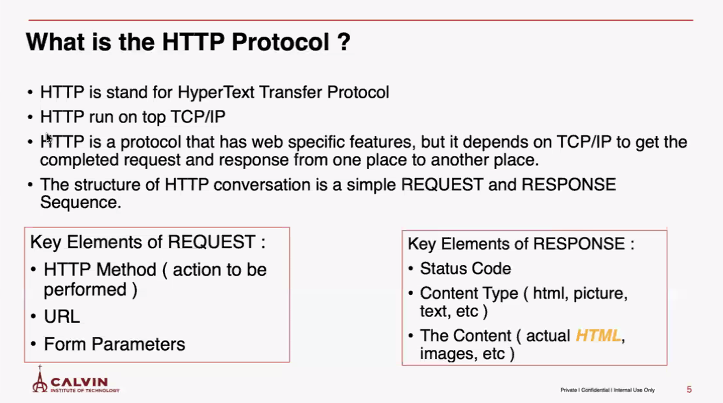 What is the HTTP Protocol ?
• HTTP is stand for HyperText Transfer Protocol
• HTTP run on top TCP/IP
• HTTP is a protocol that has web specific features, but it depends on TCP/IP to get the
completed request and response from one place to another place.
• The structure of HTTP conversation is a simple REQUEST and RESPONSE
Sequence.
Key Elements of REQUEST :
• HTTP Method ( action to be
performed )
• URL
• Form Parameters
Key Elements of RESPONSE :
• Status Code
• Content Type ( html, picture,
text, etc )
• The Content ( actual HTML,
images, etc )
CALVIN
INSTITUTE OF TECHNOLOGY
Private | Confidential | Internal Use Only
5